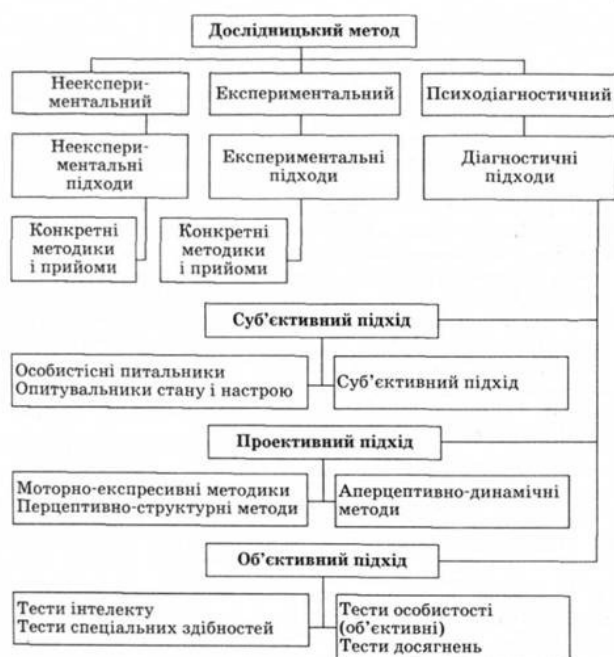 Дослідницький метод
Неекспери-
ментальний
Експериментальний
Психодіагностичний
Неекспери-
ментальні
підходи
Експериментальні
підходи
Діагностичні
підходи
Конкретні
методики
і прийоми
Конкретні
методики
і прийоми
Суб’єктивний підхід
Особистісні питальники
Опитувальники стану і настрою
Суб’єктивний підхід
Проективний підхід
Моторно-експресивні методики
Перцептивно-структурні методи
Аперцептивно-динамічні
методи
Об’єктивний підхід
Тести інтелекту
Тести спеціальних здібностей
Тести особистості
(об’єктивні)
Тести досягнень